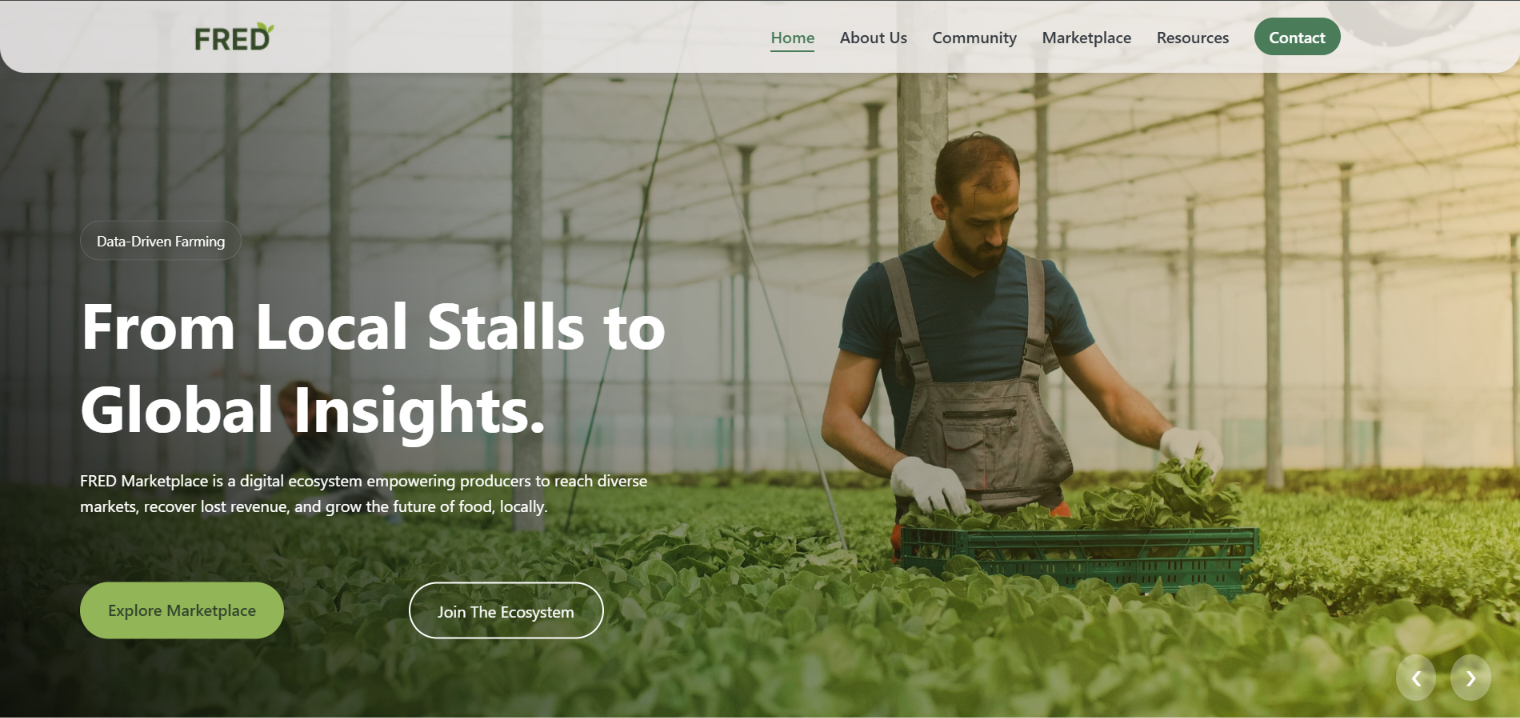 FRED
Home About Us Community Marketplace Resources Contact
Data-Driven Farming
From Local Stalls to
Global Insights.
FRED Marketplace is a digital ecosystem empowering producers to reach diverse
markets, recover lost revenue, and grow the future of food, locally.
Explore Marketplace
Join The Ecosystem